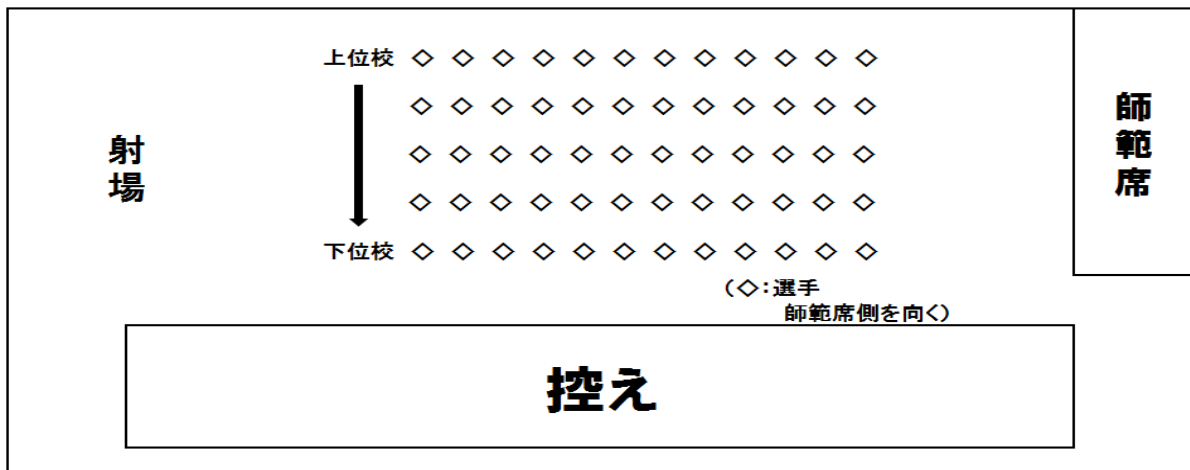 上位校 ◇ ◇ ◇ ◇ ◇ ◇ ◇ ◇ ◇ ◇ ◇ ◇
◇ ◇ ◇ ◇ ◇ ◇ ◇ ◇ ◇ ◇ ◇ ◇
◇ ◇ ◇ ◇ ◇ ◇ ◇ ◇ ◇ ◇ ◇ ◇
◇ ◇ ◇ ◇ ◇ ◇ ◇ ◇ ◇ ◇ ◇ ◇
下位校 ◇ ◇ ◇ ◇ ◇ ◇ ◇ ◇ ◇ ◇ ◇ ◇
射場
師範席
(◇:選手
師範席側を向く)
控え